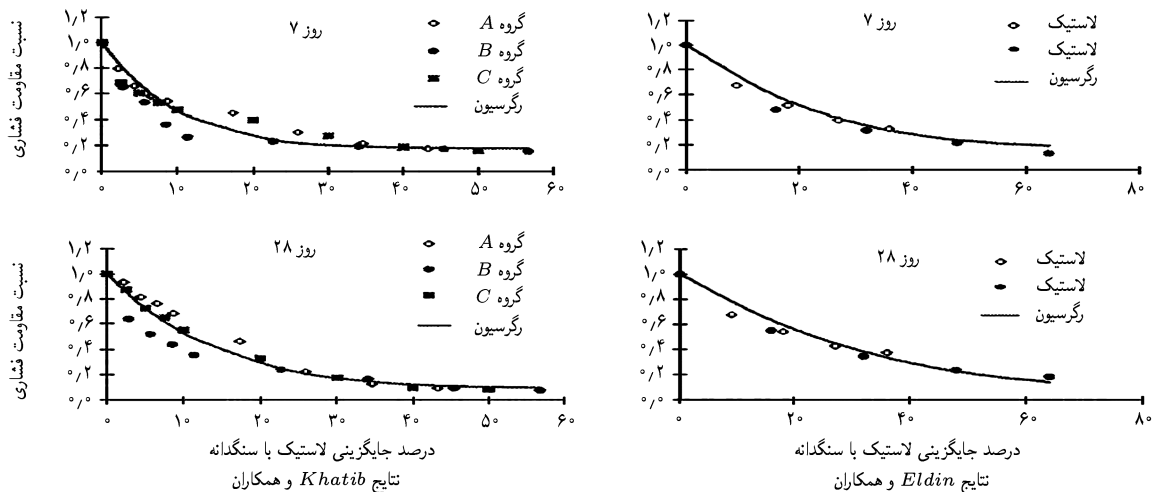 نسبت مقاومت فشاری
۷ روز
گروه A
گروه B
گروه C
رگرسیون
۱٫۲
۱٫۰
۰٫۸
۰٫۶
۰٫۴
۰٫۲
۰٫۰
۰ ۱۰ ۲۰ ۳۰ ۴۰ ۵۰ ۶۰
۷ روز
لاستیک
لاستیک
رگرسیون
۱٫۲
۱٫۰
۰٫۸
۰٫۶
۰٫۴
۰٫۲
۰٫۰
۰ ۲۰ ۴۰ ۶۰ ۸۰
نسبت مقاومت فشاری
۲۸ روز
گروه A
گروه B
گروه C
رگرسیون
۱٫۲
۱٫۰
۰٫۸
۰٫۶
۰٫۴
۰٫۲
۰٫۰
۰ ۱۰ ۲۰ ۳۰ ۴۰ ۵۰ ۶۰
درصد جایگزینی لاستیک با سنگدانه
نتایج Khatib و همکاران
۲۸ روز
لاستیک
لاستیک
رگرسیون
۱٫۲
۱٫۰
۰٫۸
۰٫۶
۰٫۴
۰٫۲
۰٫۰
۰ ۲۰ ۴۰ ۶۰ ۸۰
درصد جایگزینی لاستیک با سنگدانه
نتایج Eldin و همکاران